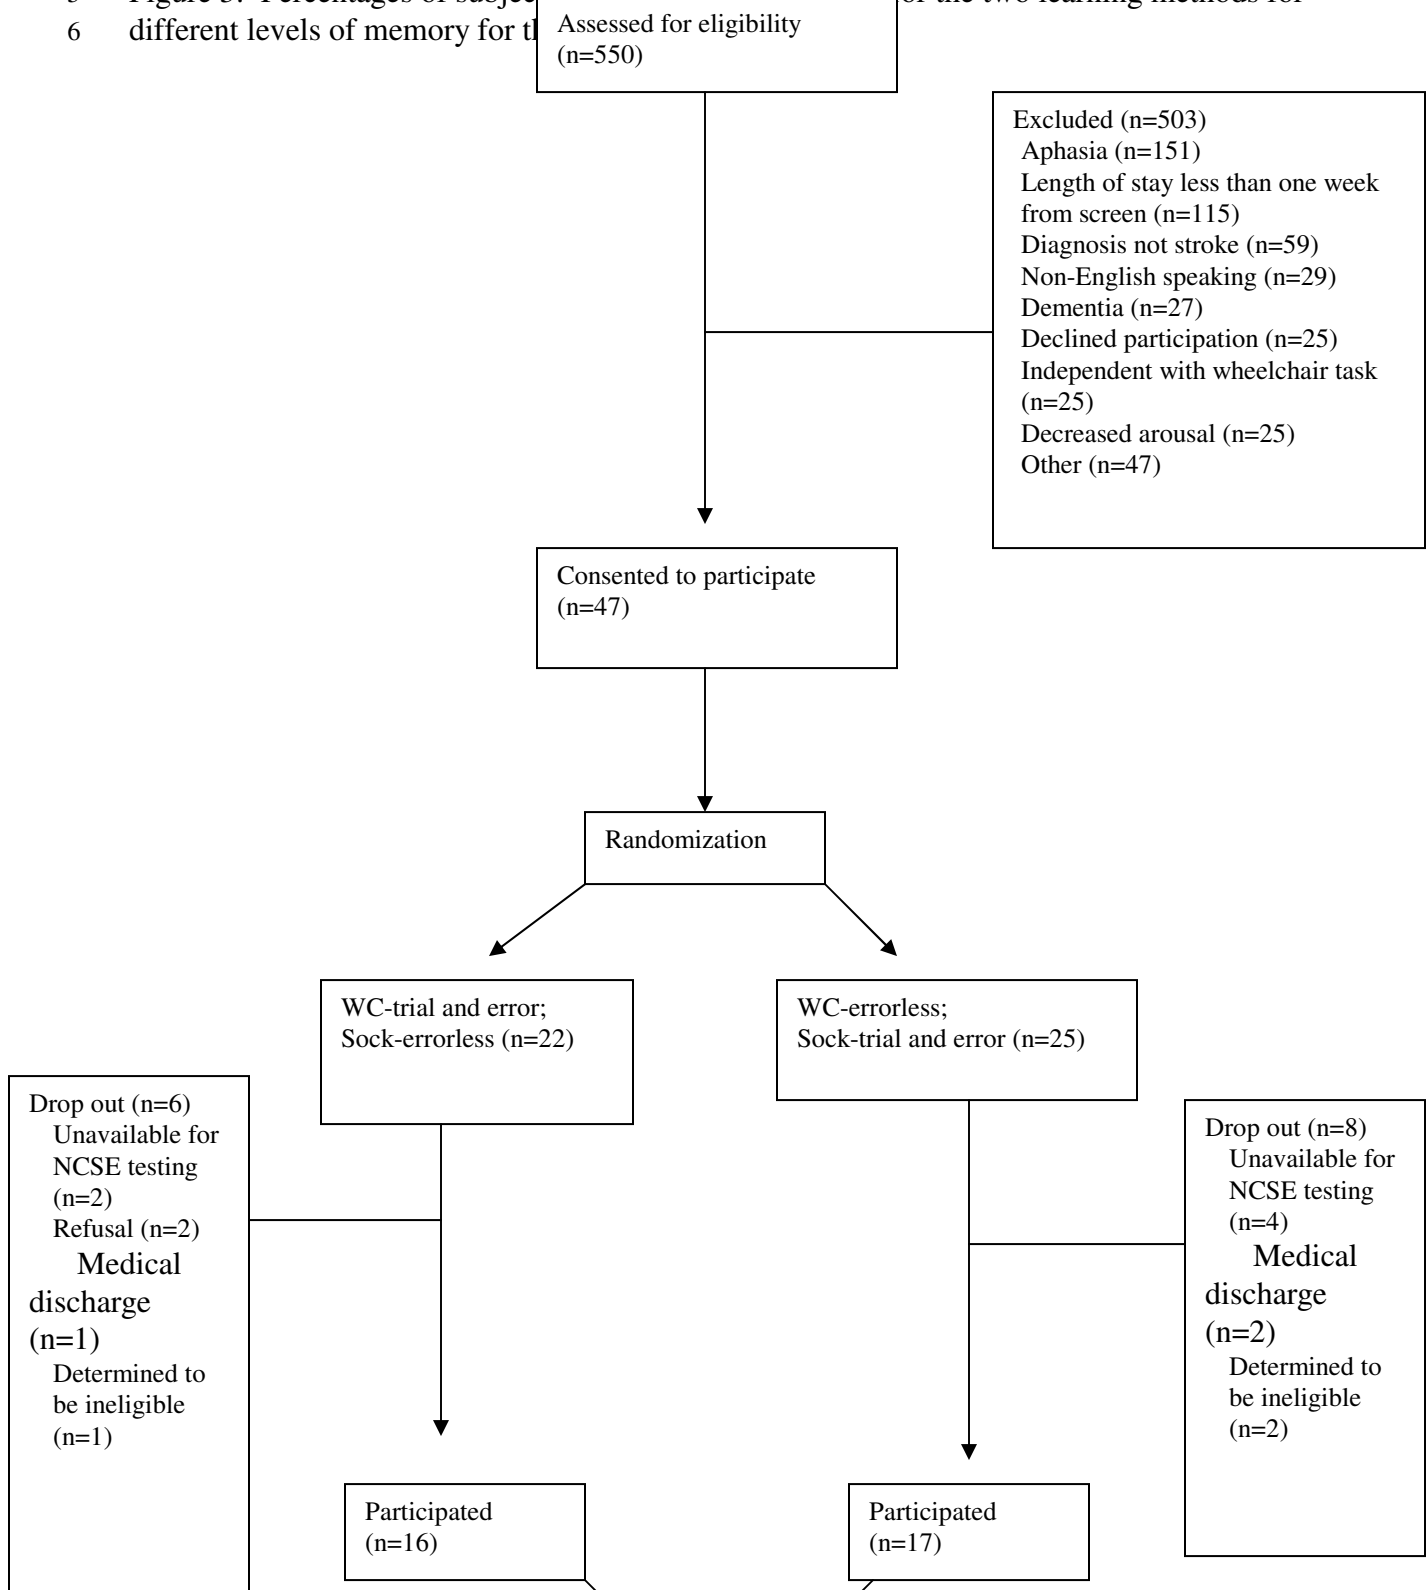 Figure 3. Percentages of or the two learning methods for
6 different levels of memory for
Assessed for eligibility
(n=550)
Excluded (n=503)
Aphasia (n=151)
Length of stay less than one week
from screen (n=115)
Diagnosis not stroke (n=59)
Non-English speaking (n=29)
Dementia (n=27)
Declined participation (n=25)
Independent with wheelchair task
(n=25)
Decreased arousal (n=25)
Other (n=47)
Consented to participate
(n=47)
Randomization
WC-trial and error;
Sock-errorless (n=22)
WC-errorless;
Sock-trial and error (n=25)
Drop out (n=6)
Unavailable for
NCSE testing
(n=2)
Refusal (n=2)
Medical
discharge
(n=1)
Determined to
be ineligible
(n=1)
Drop out (n=8)
Unavailable for
NCSE testing
(n=4)
Medical
discharge
(n=2)
Determined to
be ineligible
(n=2)
Participated
(n=16)
Participated
(n=17)